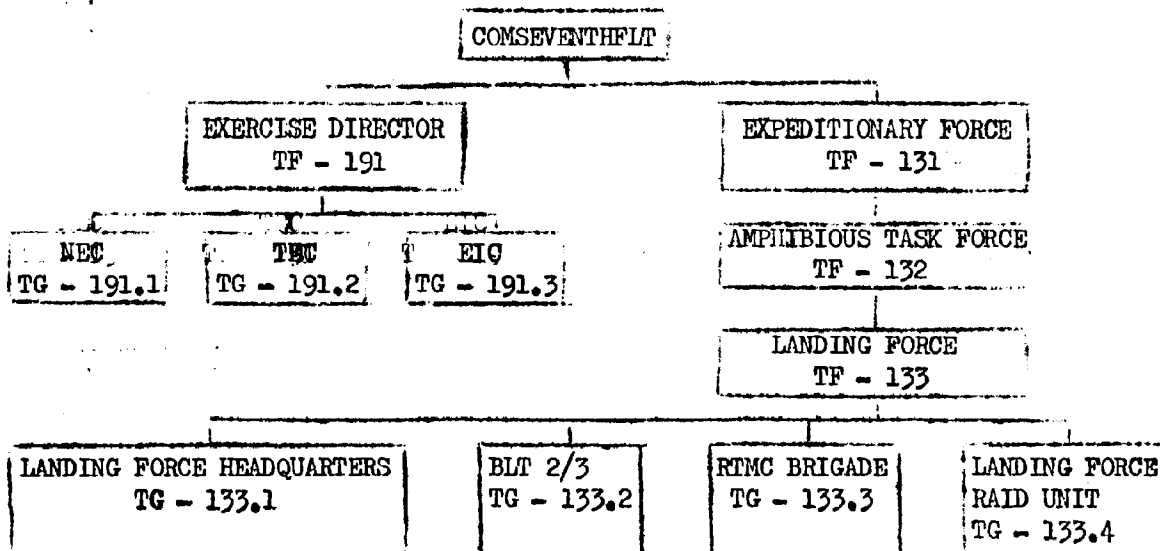 COMSEVENTHFLT
EXERCISE DIRECTOR
TF - 191
EXPEDITIONARY FORCE
TF - 131
NEC
TG - 191.1
TG - 191.2
EIC
TG - 191.3
AMPHIBIOUS TASK FORCE
TF - 132
LANDING FORCE
TF - 133
LANDING FORCE HEADQUARTERS
TG - 133.1
BLT 2/3
TG - 133.2
RTMC BRIGADE
TG - 133.3
LANDING FORCE
RAID UNIT
TG - 133.4